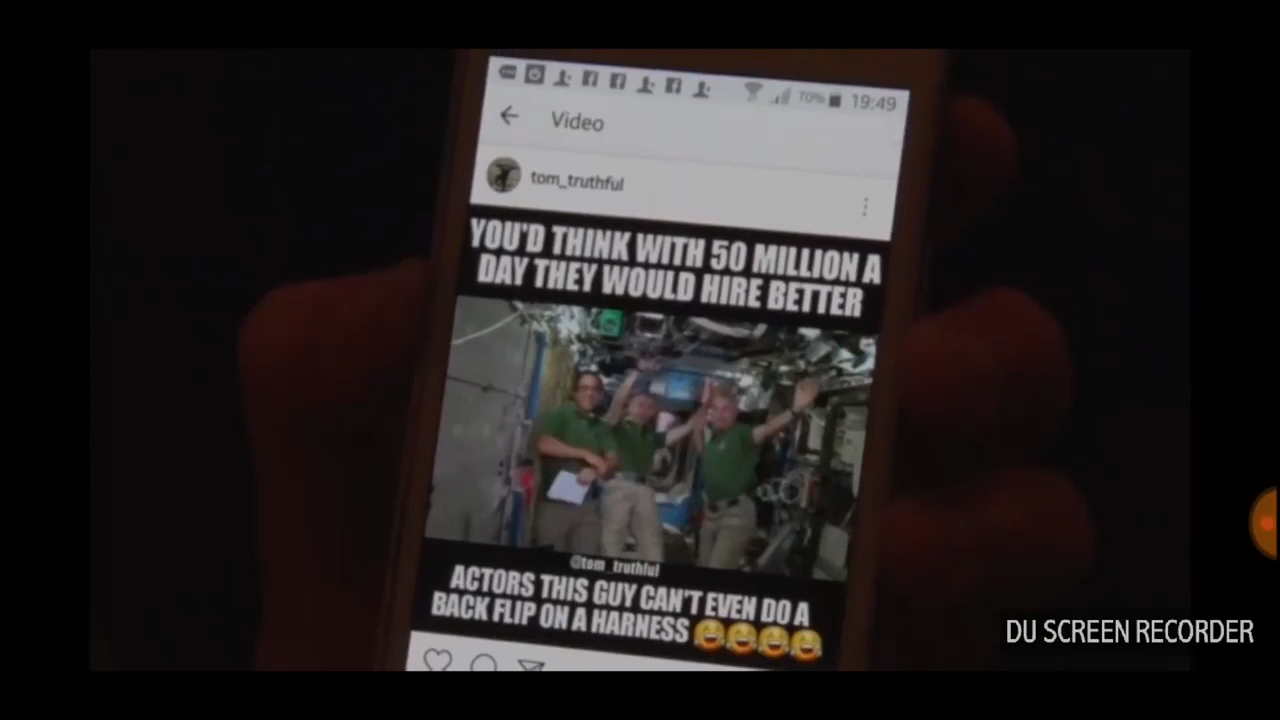 70% 19:49
Video
tom_truthful
YOU'D THINK WITH 50 MILLION A
DAY THEY WOULD HIRE BETTER
@tom_truthful
ACTORS THIS GUY CAN'T EVEN DO A
BACK FLIP ON A HARNESS
DU SCREEN RECORDER